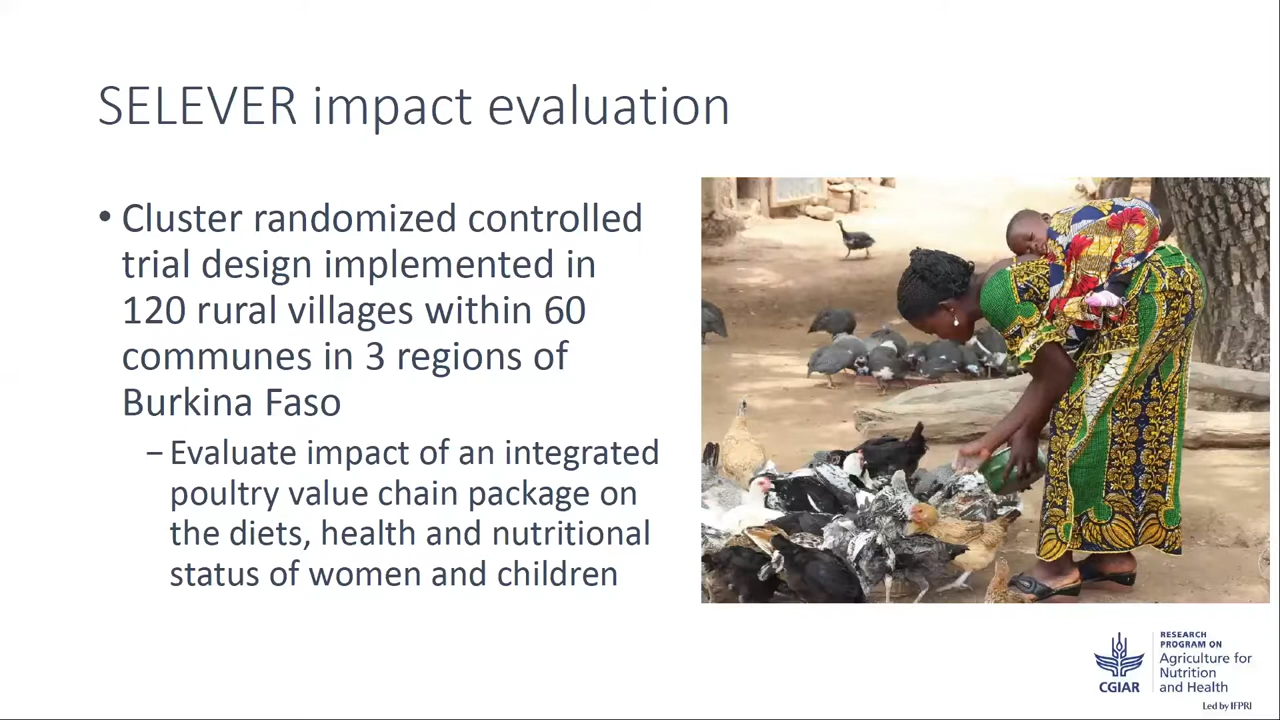 SELEVER impact evaluation
• Cluster randomized controlled
trial design implemented in
120 rural villages within 60
communes in 3 regions of
Burkina Faso
– Evaluate impact of an integrated
poultry value chain package on
the diets, health and nutritional
status of women and children
CGIAR
RESEARCH
PROGRAM ON
Agriculture for
Nutrition
and Health
Led by IFPRI